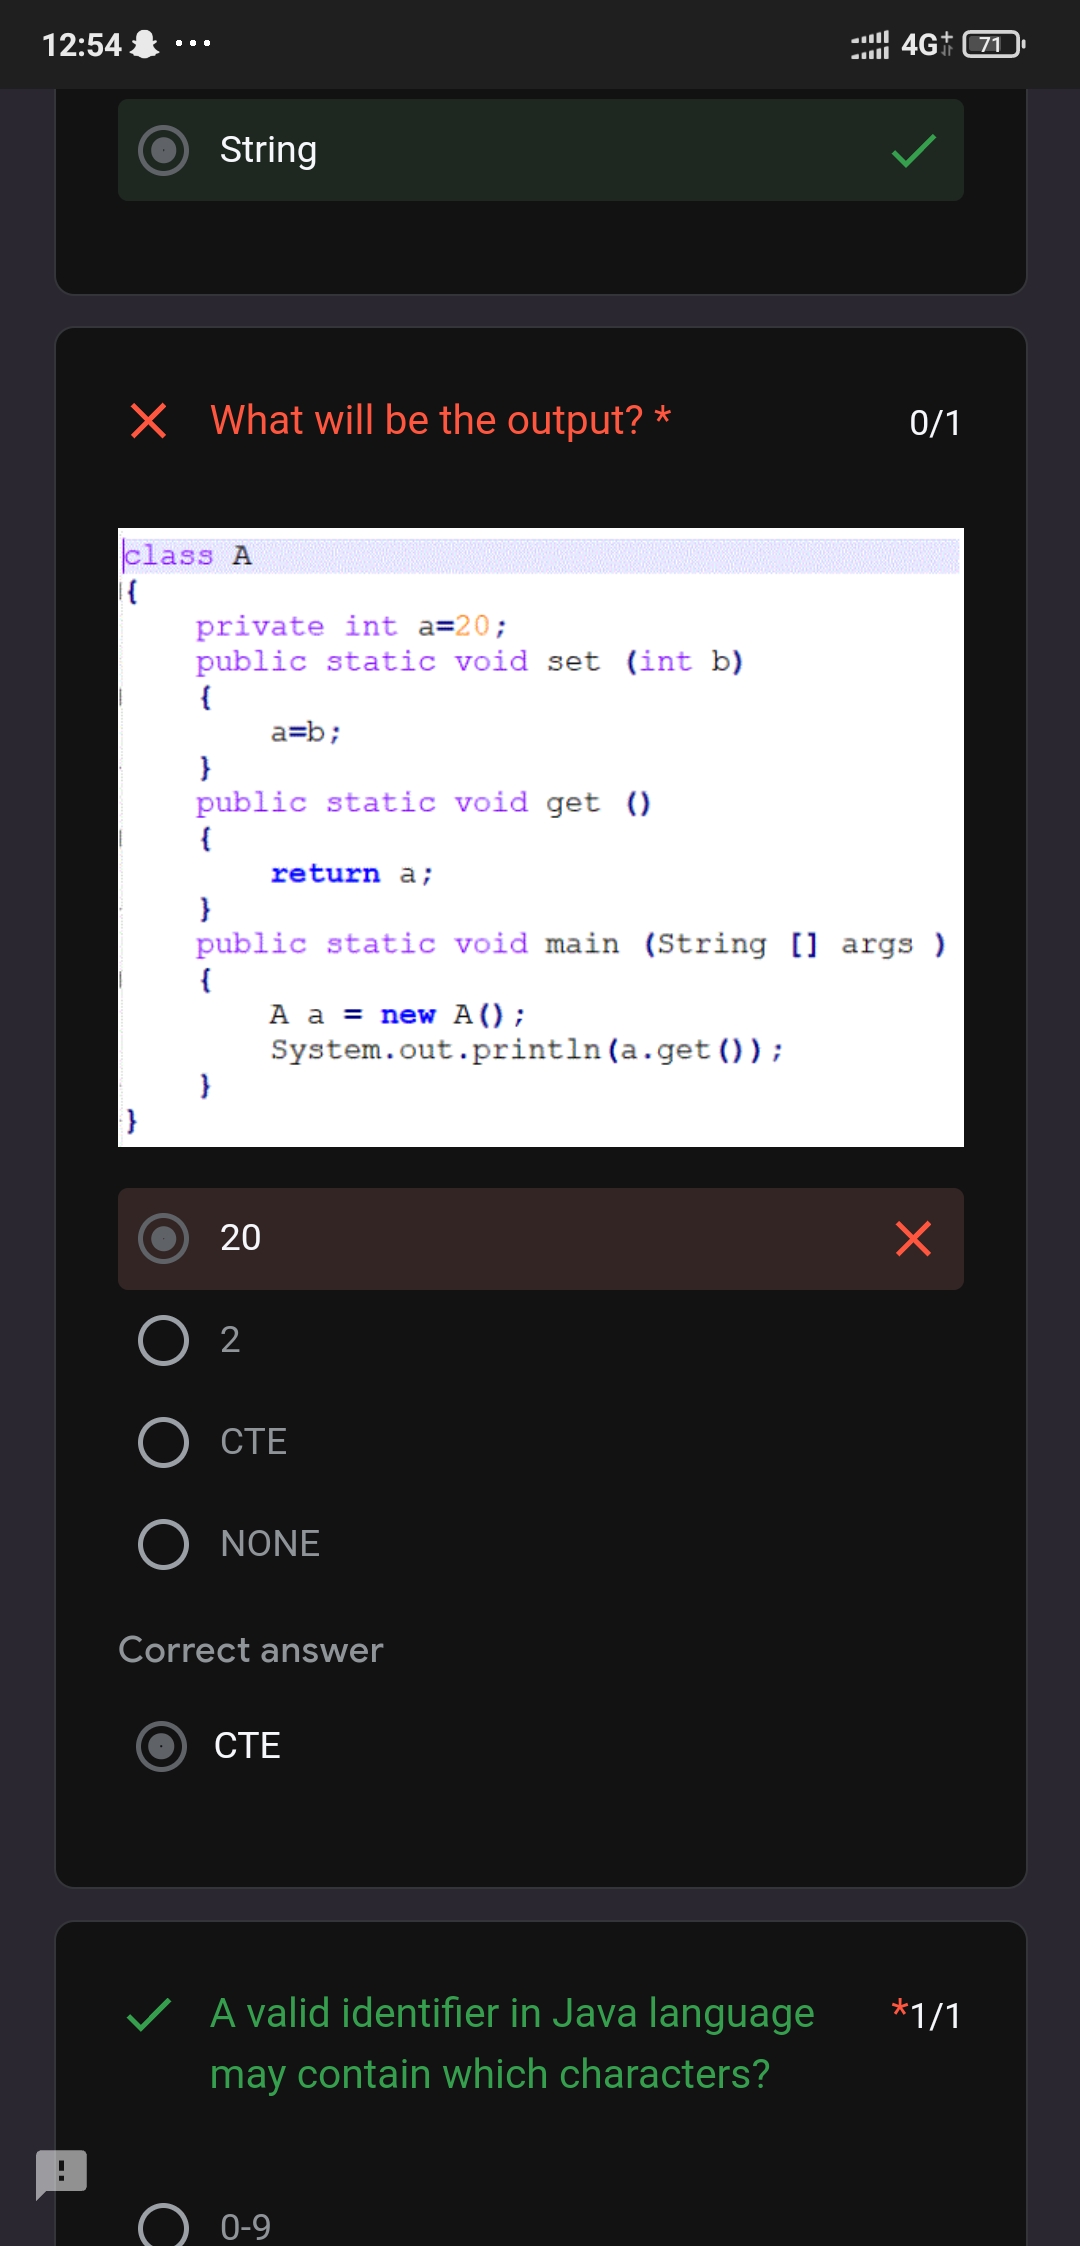 12:54 ... 4G+ 71
String
What will be the output? * 0/1
class A
{
    private int a=20;
    public static void set (int b)
    {
        a=b;
    }
    public static void get ()
    {
        return a;
    }
    public static void main (String [] args )
    {
        A a = new A();
        System.out.println(a.get());
    }
}
20
2
CTE
NONE
Correct answer
CTE
A valid identifier in Java language *1/1
may contain which characters?
0-9